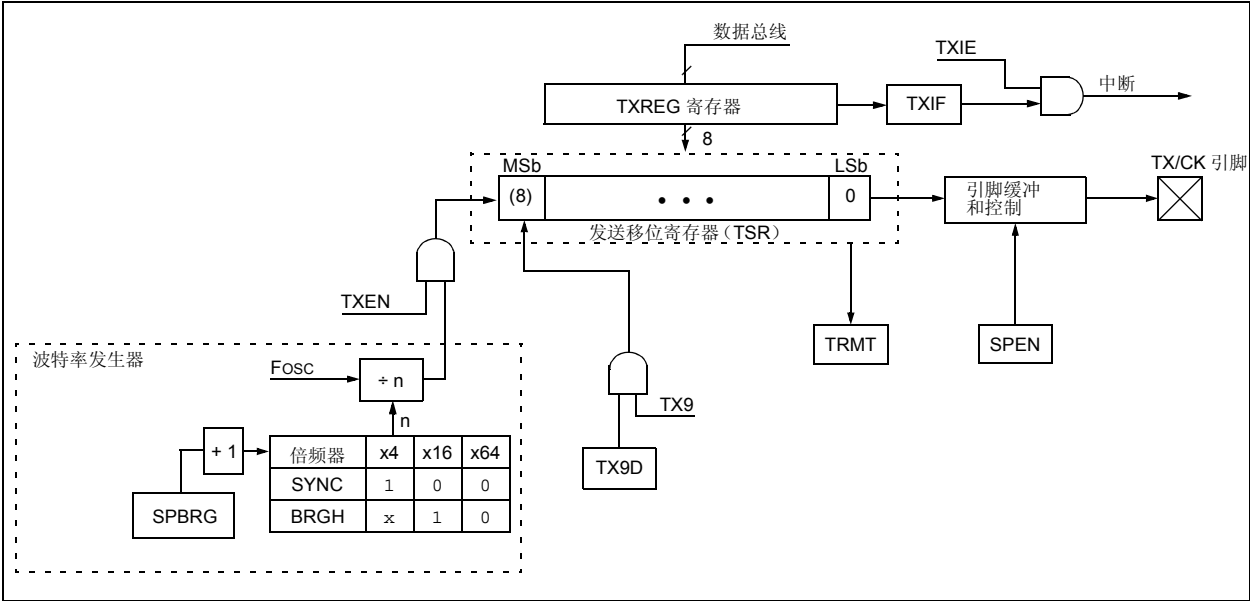 数据总线
TXIE
TXREG 寄存器
TXIF
中断
8
MSb
LSb
TX/CK 引脚
(8)
• • •
0
引脚缓冲
和控制
发送移位寄存器（TSR）
TXEN
TRMT
SPEN
波特率发生器
FOSC
÷ n
n
TX9
+ 1
倍频器 x4 x16 x64
SYNC 1 0 0
BRGH x 1 0
TX9D
SPBRG